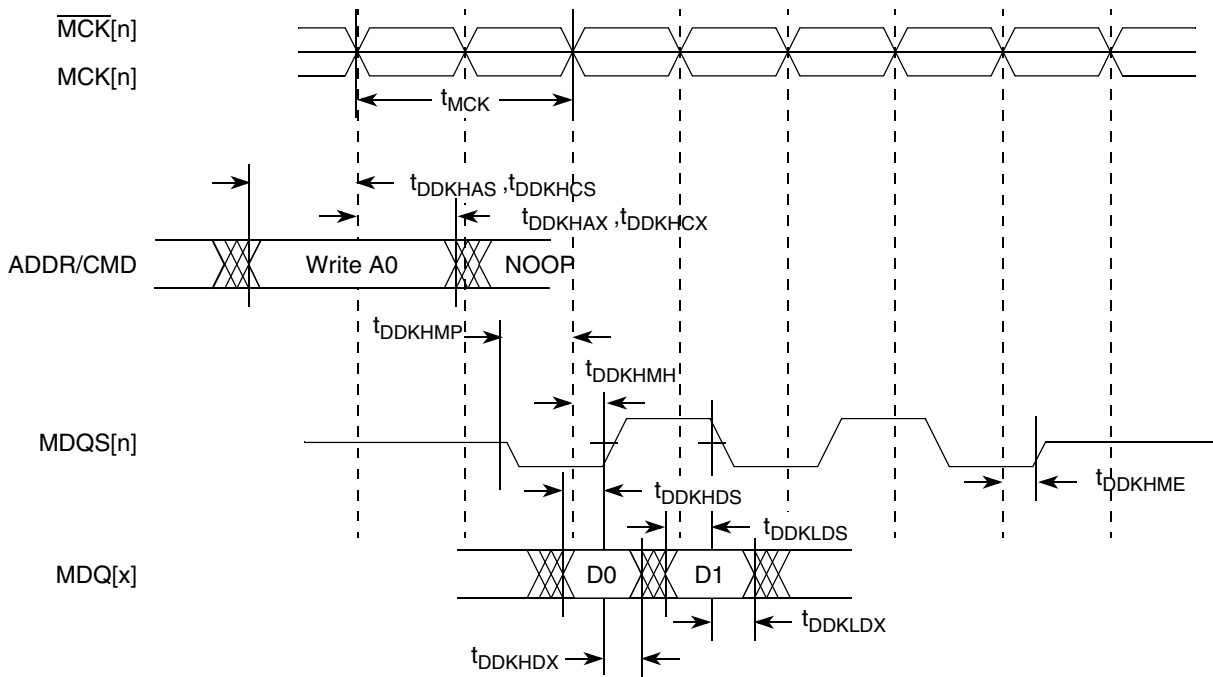 MCK[n]
MCK[n]
tMCK
tDDKHAS ,tDDKHCS
tDDKHAX ,tDDKHCX
ADDR/CMD
Write A0
NOOP
tDDKHMP
tDDKHMH
MDQS[n]
tDDKHME
tDDKHDS
tDDKLDS
MDQ[x]
D0
D1
tDDKLDX
tDDKHDX